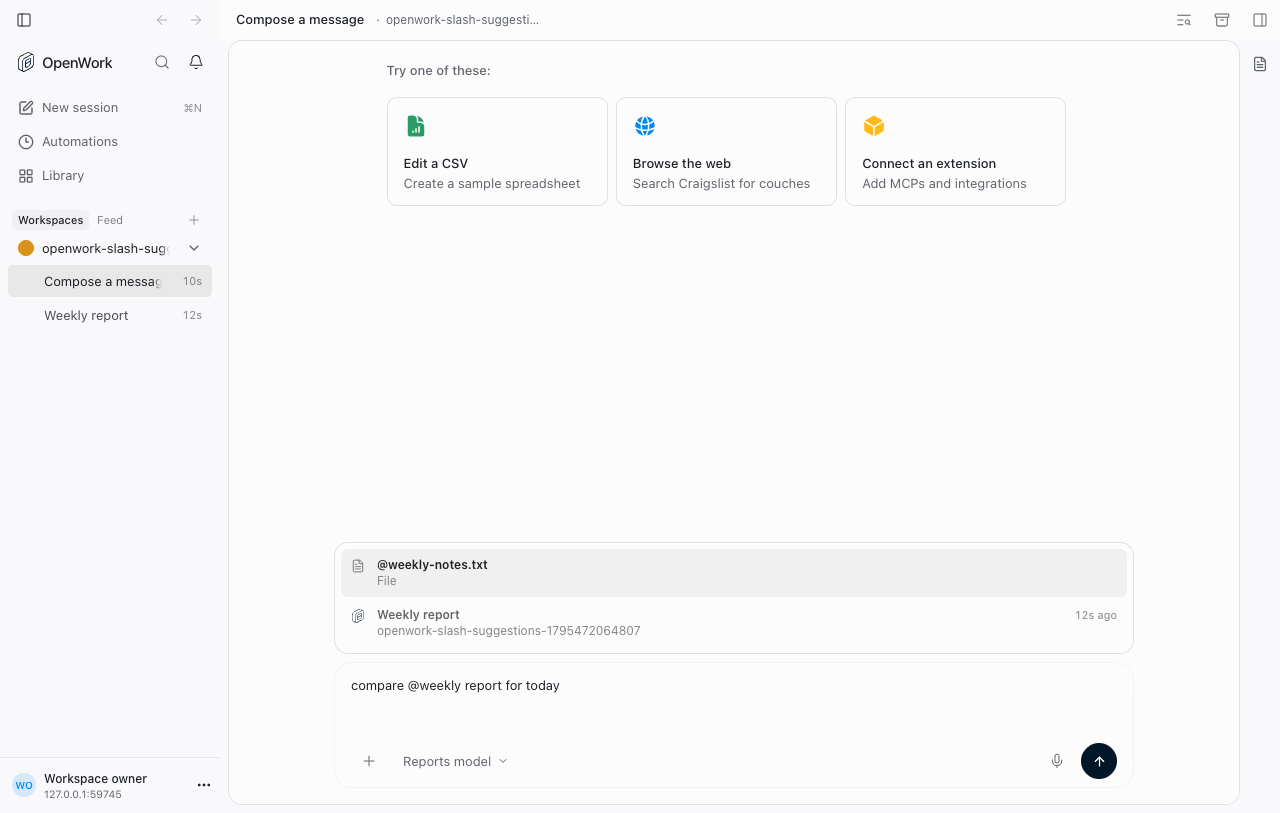 Compose a message · openwork-slash-suggesti...
OpenWork
New session ⌘N
Automations
Library
Workspaces Feed
openwork-slash-sug
Compose a messag 10s
Weekly report 12s
Workspace owner
WO
127.0.0.1:59745
Try one of these:
Edit a CSV
Create a sample spreadsheet
Browse the web
Search Craigslist for couches
Connect an extension
Add MCPs and integrations
@weekly-notes.txt
File
Weekly report 12s ago
openwork-slash-suggestions-1795472064807
compare @weekly report for today
Reports model